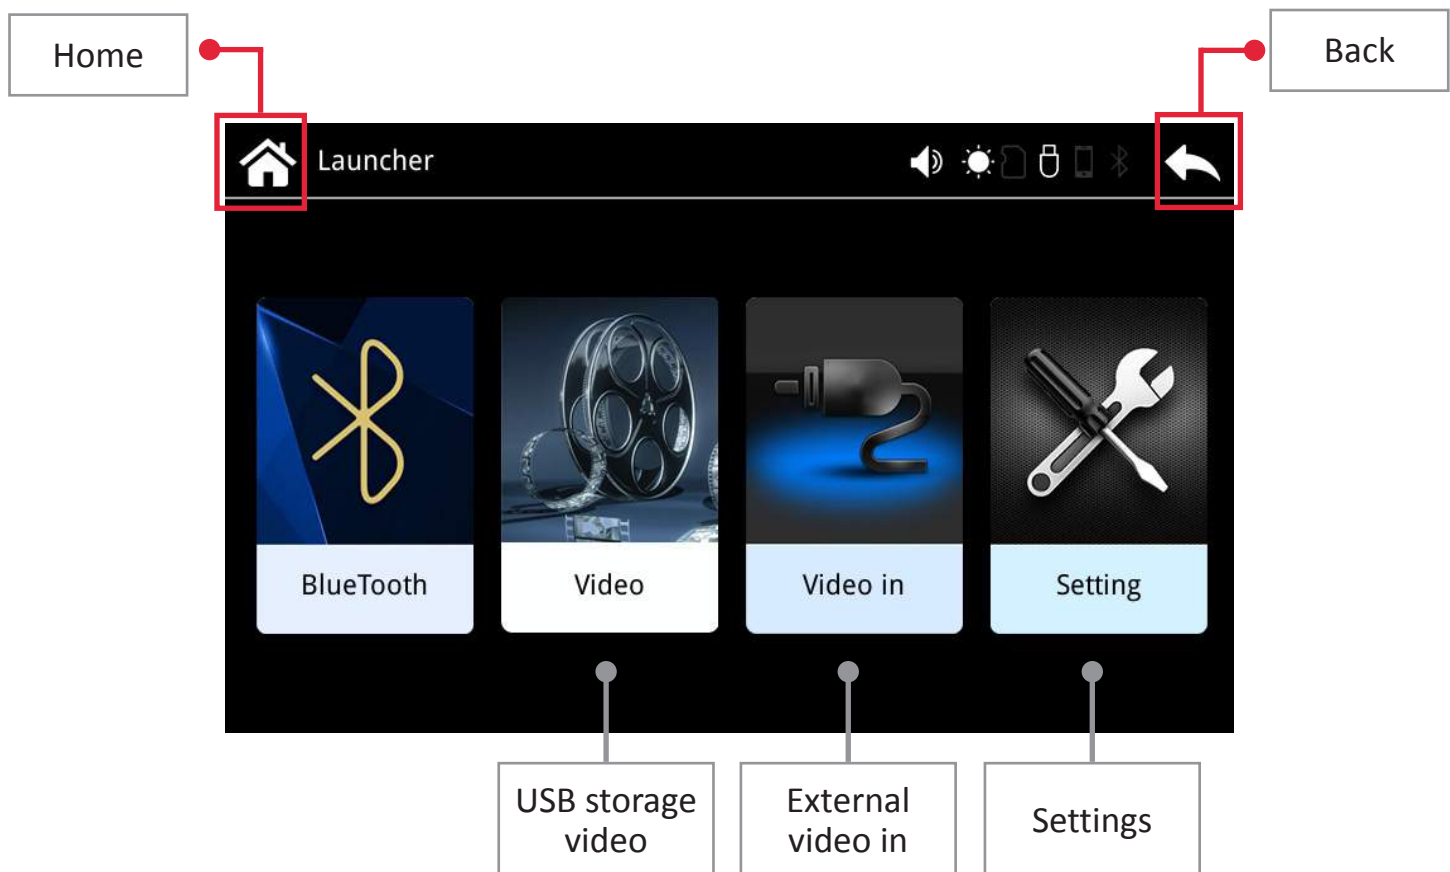 Home
Back
Launcher
BlueTooth
Video
Video in
Setting
USB storage
video
External
video in
Settings